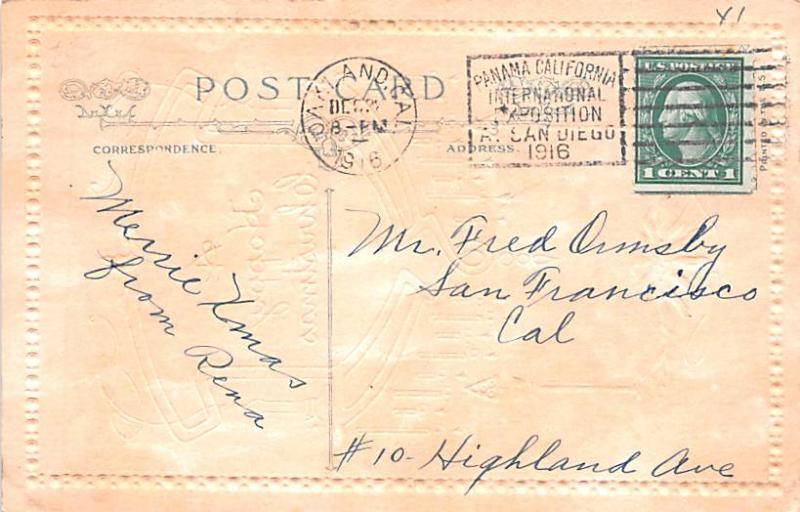 41
POST CARD
OAKLAND, CAL.
DEC
8 - PM
1916
PANAMA CALIFORNIA
INTERNATIONAL
EXPOSITION
AT SAN DIEGO
1916
U.S. POSTAGE
1 CENT 1
CORRESPONDENCE.
ADDRESS.
Merrie Xmas
from Rena
Mr. Fred Ormsby
San Francisco
Cal
#10- Highland Ave